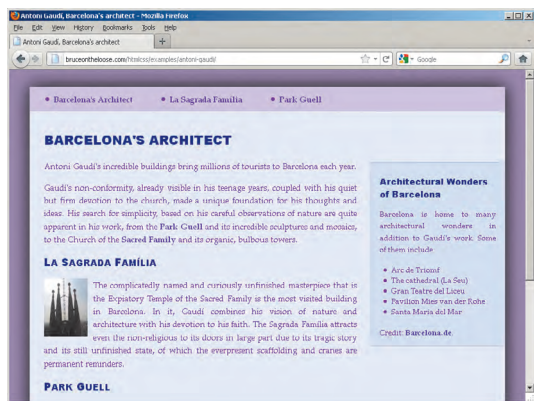 Antoni Gaudí, Barcelona's architect - Mozilla Firefox
File Edit View History Bookmarks Tools Help
Antoni Gaudí, Barcelona's architect
bruceontheloose.com/htmlcss/examples/antoni-gaudi/
Google
Barcelona's Architect La Sagrada Família Park Guell
BARCELONA'S ARCHITECT
Antoni Gaudí's incredible buildings bring millions of tourists to Barcelona each year.
Gaudí's non-conformity, already visible in his teenage years, coupled with his quiet
but firm devotion to the church, made a unique foundation for his thoughts and
ideas. His search for simplicity, based on his careful observations of nature are quite
apparent in his work, from the Park Guell and its incredible sculptures and mosaics,
to the Church of the Sacred Family and its organic, bulbous towers.
LA SAGRADA FAMÍLIA
The complicatedly named and curiously unfinished masterpiece that is
the Expiatory Temple of the Sacred Family is the most visited building
in Barcelona. In it, Gaudí combines his vision of nature and
architecture with his devotion to his faith. The Sagrada Família attracts
even the non-religious to its doors in large part due to its tragic story
and its still unfinished state, of which the everpresent scaffolding and cranes are
permanent reminders.
PARK GUELL
Architectural Wonders
of Barcelona
Barcelona is home to many
architectural wonders in
addition to Gaudí's work. Some
of them include:
Arc de Triomf
The cathedral (La Seu)
Gran Teatre del Liceu
Pavilion Mies van der Rohe
Santa Maria del Mar
Credit: Barcelona.de.